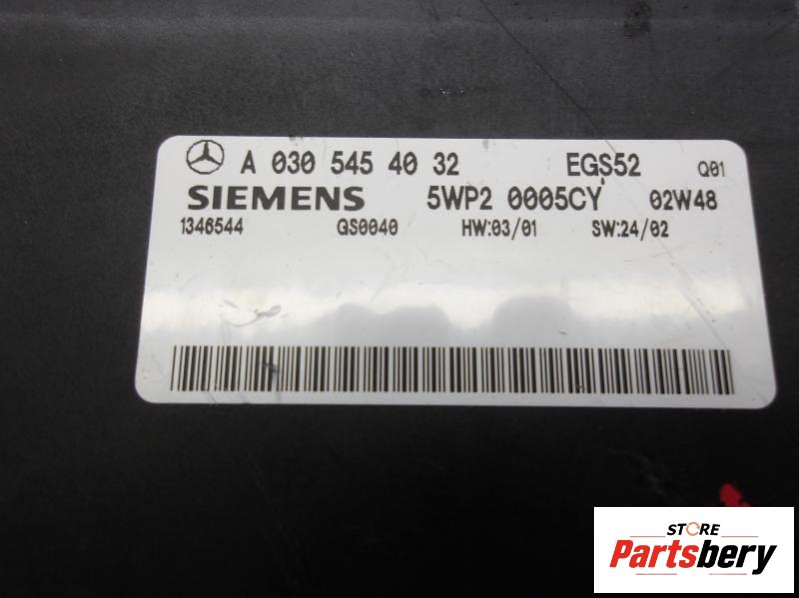 A 030 545 40 32 EGS52 Q01
SIEMENS 5WP2 0005CY 02W48
1346544 GS0040 HW:03/01 SW:24/02
STORE
Partsbery